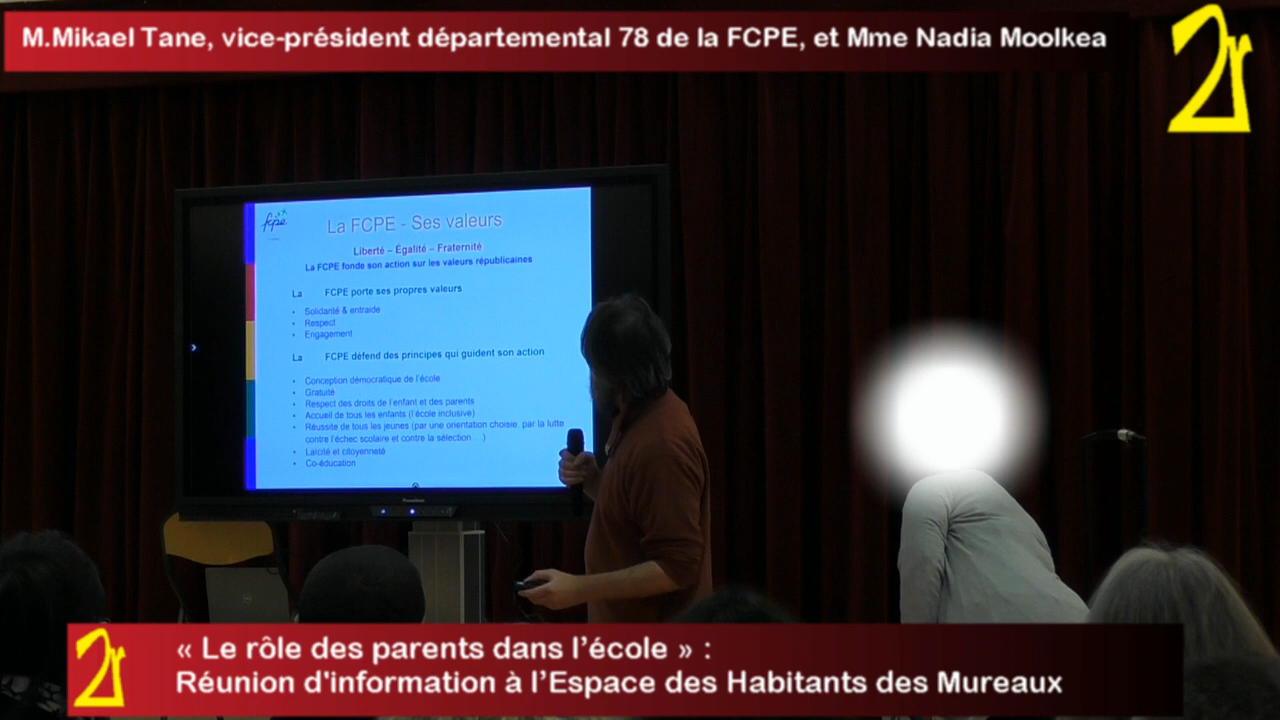 M.Mikael Tane, vice-président départemental 78 de la FCPE, et Mme Nadia Moolkea
2r
fcpe
La FCPE - Ses valeurs
Liberté – Égalité – Fraternité
La FCPE fonde son action sur les valeurs républicaines
La FCPE porte ses propres valeurs
• Solidarité & entraide
• Respect
• Engagement
La FCPE défend des principes qui guident son action
• Conception démocratique de l'école
• Gratuité
• Respect des droits de l'enfant et des parents
• Accueil de tous les enfants (l'école inclusive)
• Réussite de tous les jeunes (par une orientation choisie, par la lutte
contre l'échec scolaire et contre la sélection ...)
• Laïcité et citoyenneté
• Co-éducation
Promethean
2r
« Le rôle des parents dans l'école » :
Réunion d'information à l'Espace des Habitants des Mureaux